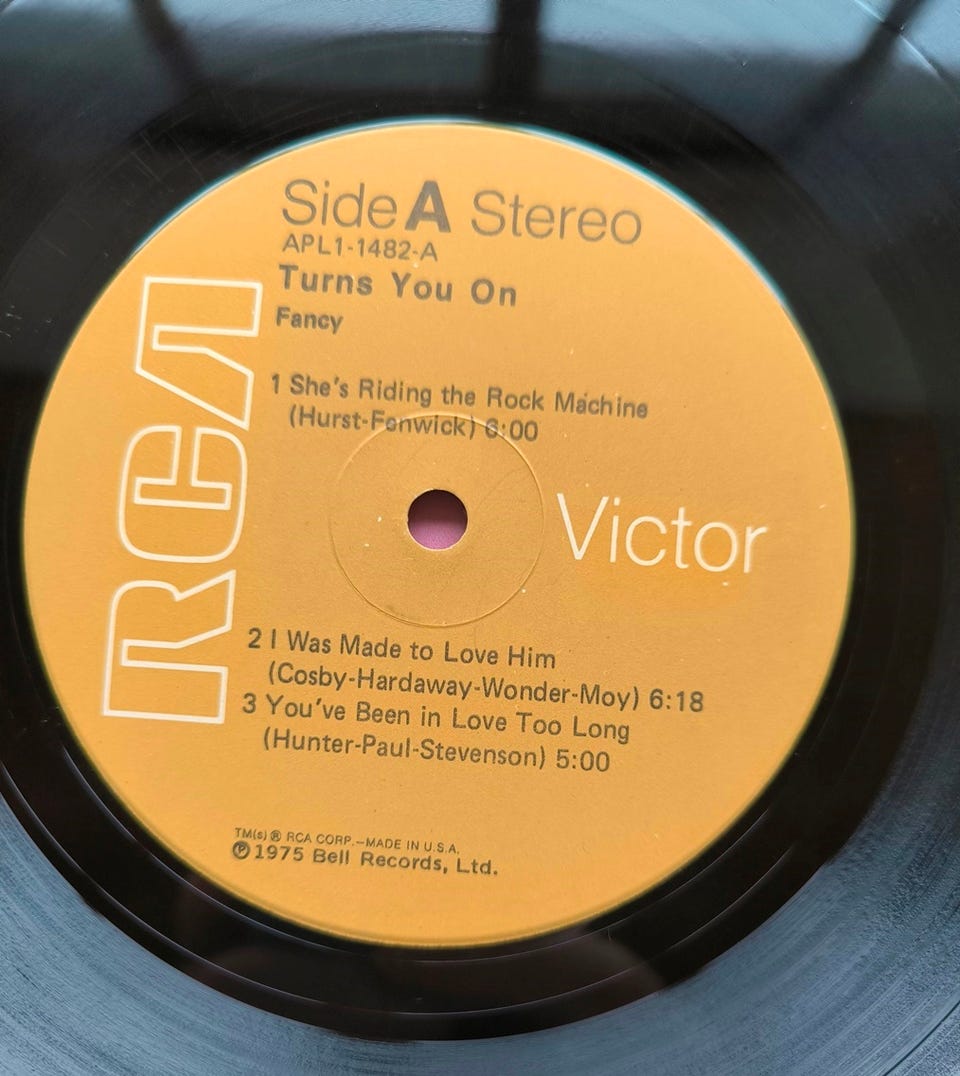 Side A Stereo
APL1-1482-A
Turns You On
Fancy
1 She's Riding the Rock Machine
(Hurst-Fenwick) 6:00
RCA
Victor
2 I Was Made to Love Him
(Cosby-Hardaway-Wonder-Moy) 6:18
3 You've Been in Love Too Long
(Hunter-Paul-Stevenson) 5:00
TM(s) ® RCA CORP.—MADE IN U.S.A.
℗ 1975 Bell Records, Ltd.